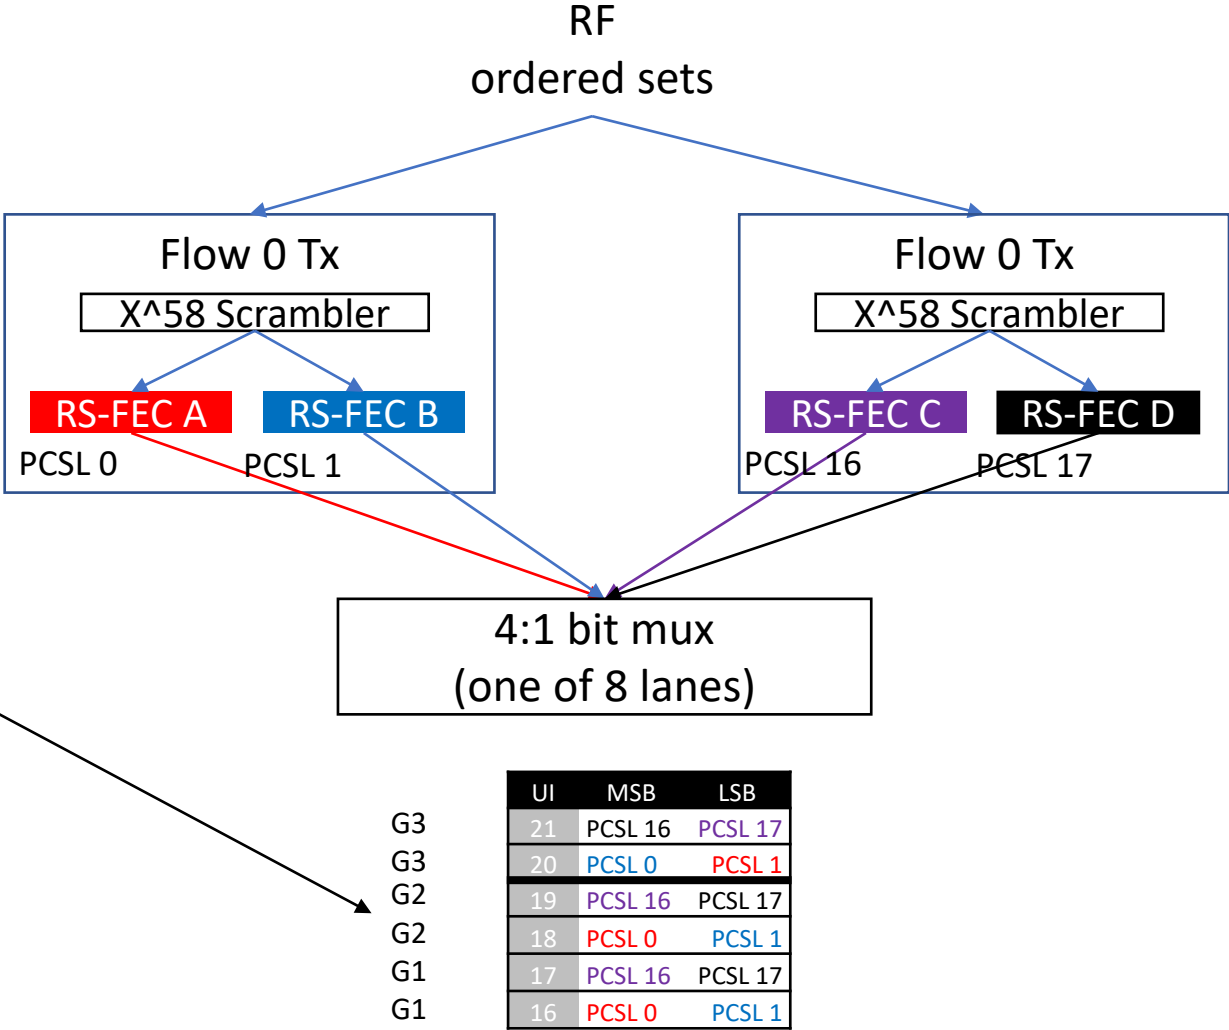 RF
ordered sets
Flow 0 Tx
X^58 Scrambler
RS-FEC A
RS-FEC B
PCSL 0
PCSL 1
Flow 0 Tx
X^58 Scrambler
RS-FEC C
RS-FEC D
PCSL 16
PCSL 17
4:1 bit mux
(one of 8 lanes)
UI MSB LSB
G3 21 PCSL 16 PCSL 17
G3 20 PCSL 0 PCSL 1
G2 19 PCSL 16 PCSL 17
G2 18 PCSL 0 PCSL 1
G1 17 PCSL 16 PCSL 17
G1 16 PCSL 0 PCSL 1